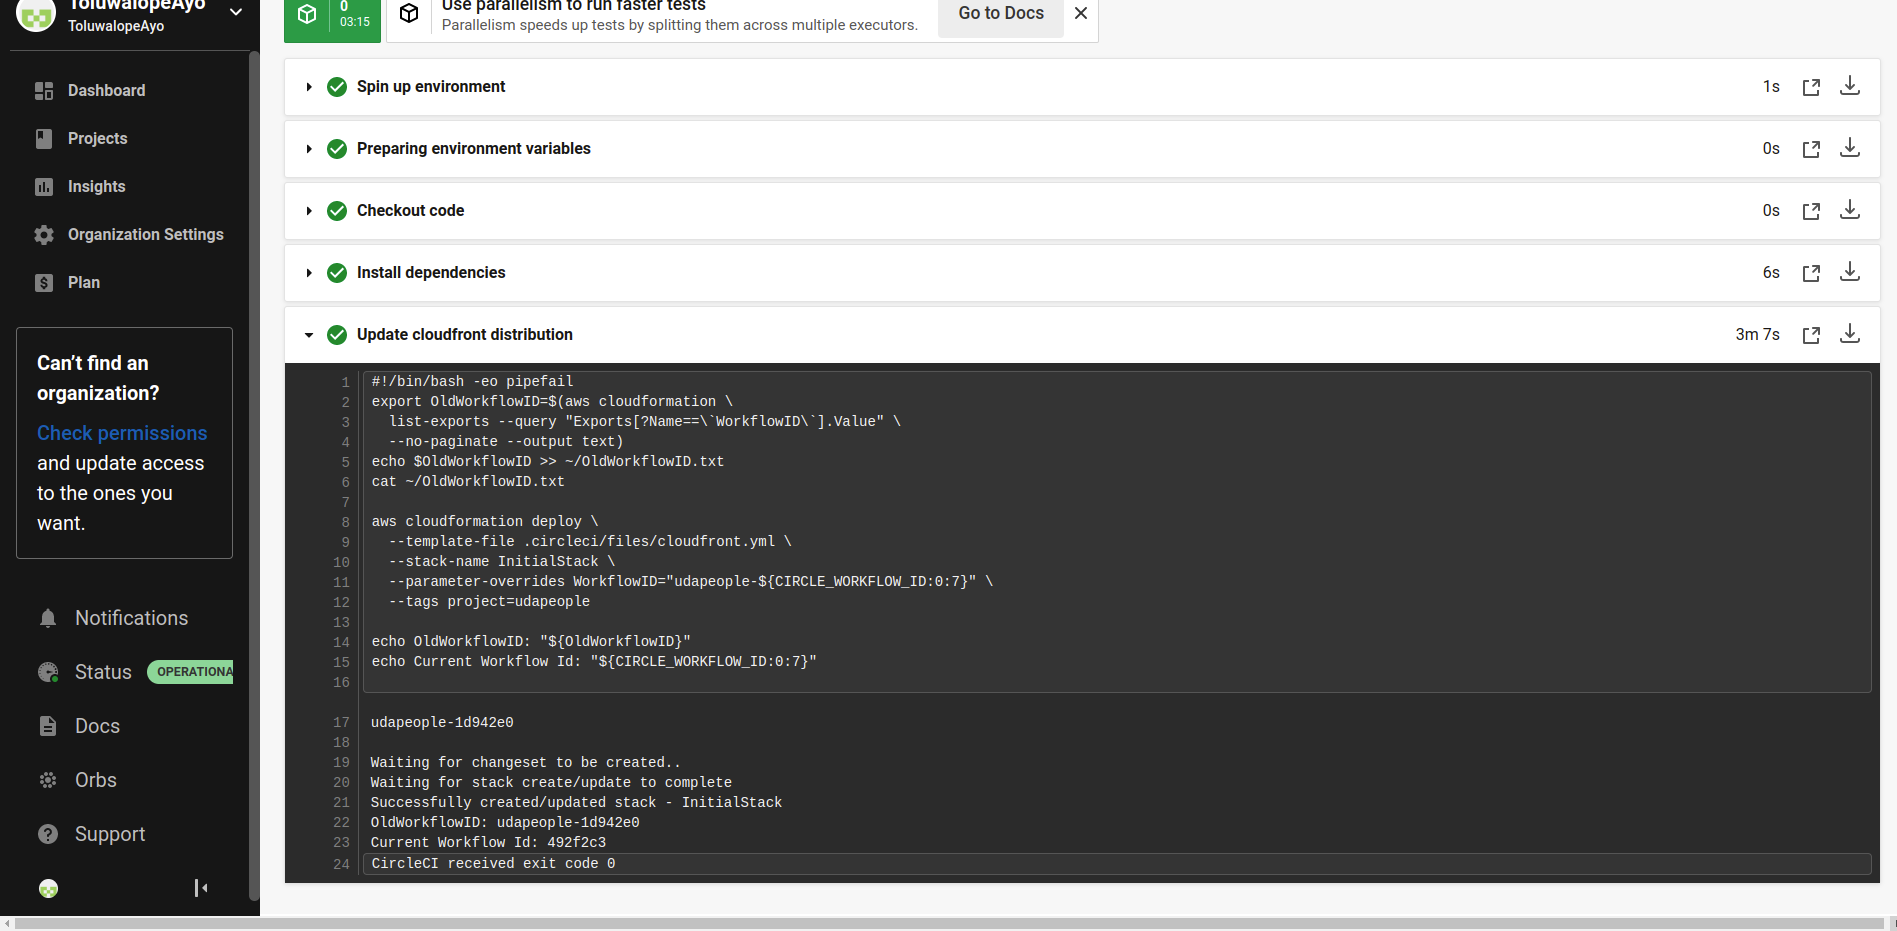 ToluwalopeAyo
ToluwalopeAyo
Dashboard
Projects
Insights
Organization Settings
Plan
Can’t find an
organization?
Check permissions
and update access
to the ones you
want.
Notifications
Status OPERATIONA
Docs
Orbs
Support
0
03:15
Use parallelism to run faster tests
Parallelism speeds up tests by splitting them across multiple executors.
Go to Docs
Spin up environment 1s
Preparing environment variables 0s
Checkout code 0s
Install dependencies 6s
Update cloudfront distribution 3m 7s
1 #!/bin/bash -eo pipefail
2 export OldWorkflowID=$(aws cloudformation \
3   list-exports --query "Exports[?Name==\`WorkflowID\`].Value" \
4   --no-paginate --output text)
5 echo $OldWorkflowID >> ~/OldWorkflowID.txt
6 cat ~/OldWorkflowID.txt
7
8 aws cloudformation deploy \
9   --template-file .circleci/files/cloudfront.yml \
10   --stack-name InitialStack \
11   --parameter-overrides WorkflowID="udapeople-${CIRCLE_WORKFLOW_ID:0:7}" \
12   --tags project=udapeople
13
14 echo OldWorkflowID: "${OldWorkflowID}"
15 echo Current Workflow Id: "${CIRCLE_WORKFLOW_ID:0:7}"
16
17 udapeople-1d942e0
18
19 Waiting for changeset to be created..
20 Waiting for stack create/update to complete
21 Successfully created/updated stack - InitialStack
22 OldWorkflowID: udapeople-1d942e0
23 Current Workflow Id: 492f2c3
24 CircleCI received exit code 0